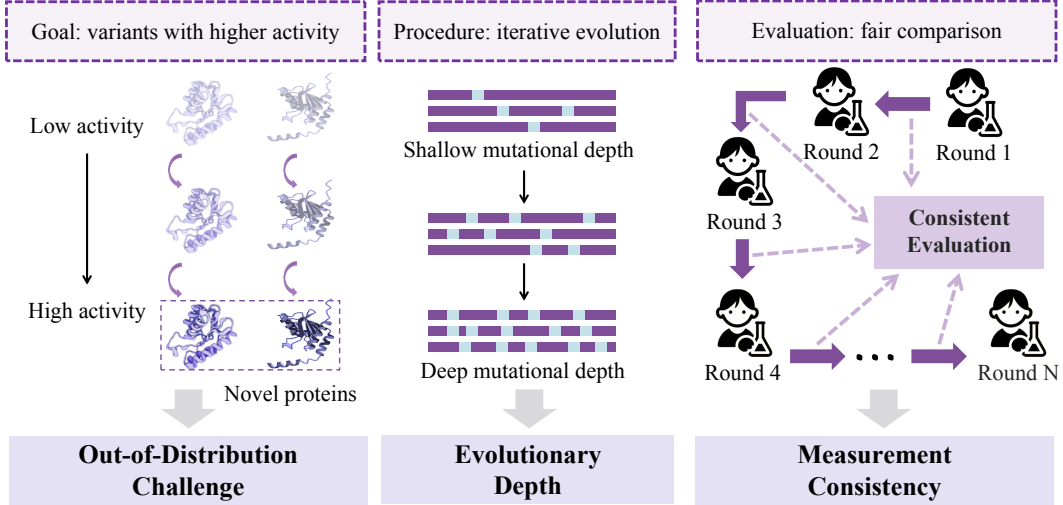 Goal: variants with higher activity
Low activity
High activity
Novel proteins
Out-of-Distribution
Challenge
Procedure: iterative evolution
Shallow mutational depth
Deep mutational depth
Evolutionary
Depth
Evaluation: fair comparison
Round 2
Round 1
Round 3
Consistent
Evaluation
Round 4
...
Round N
Measurement
Consistency